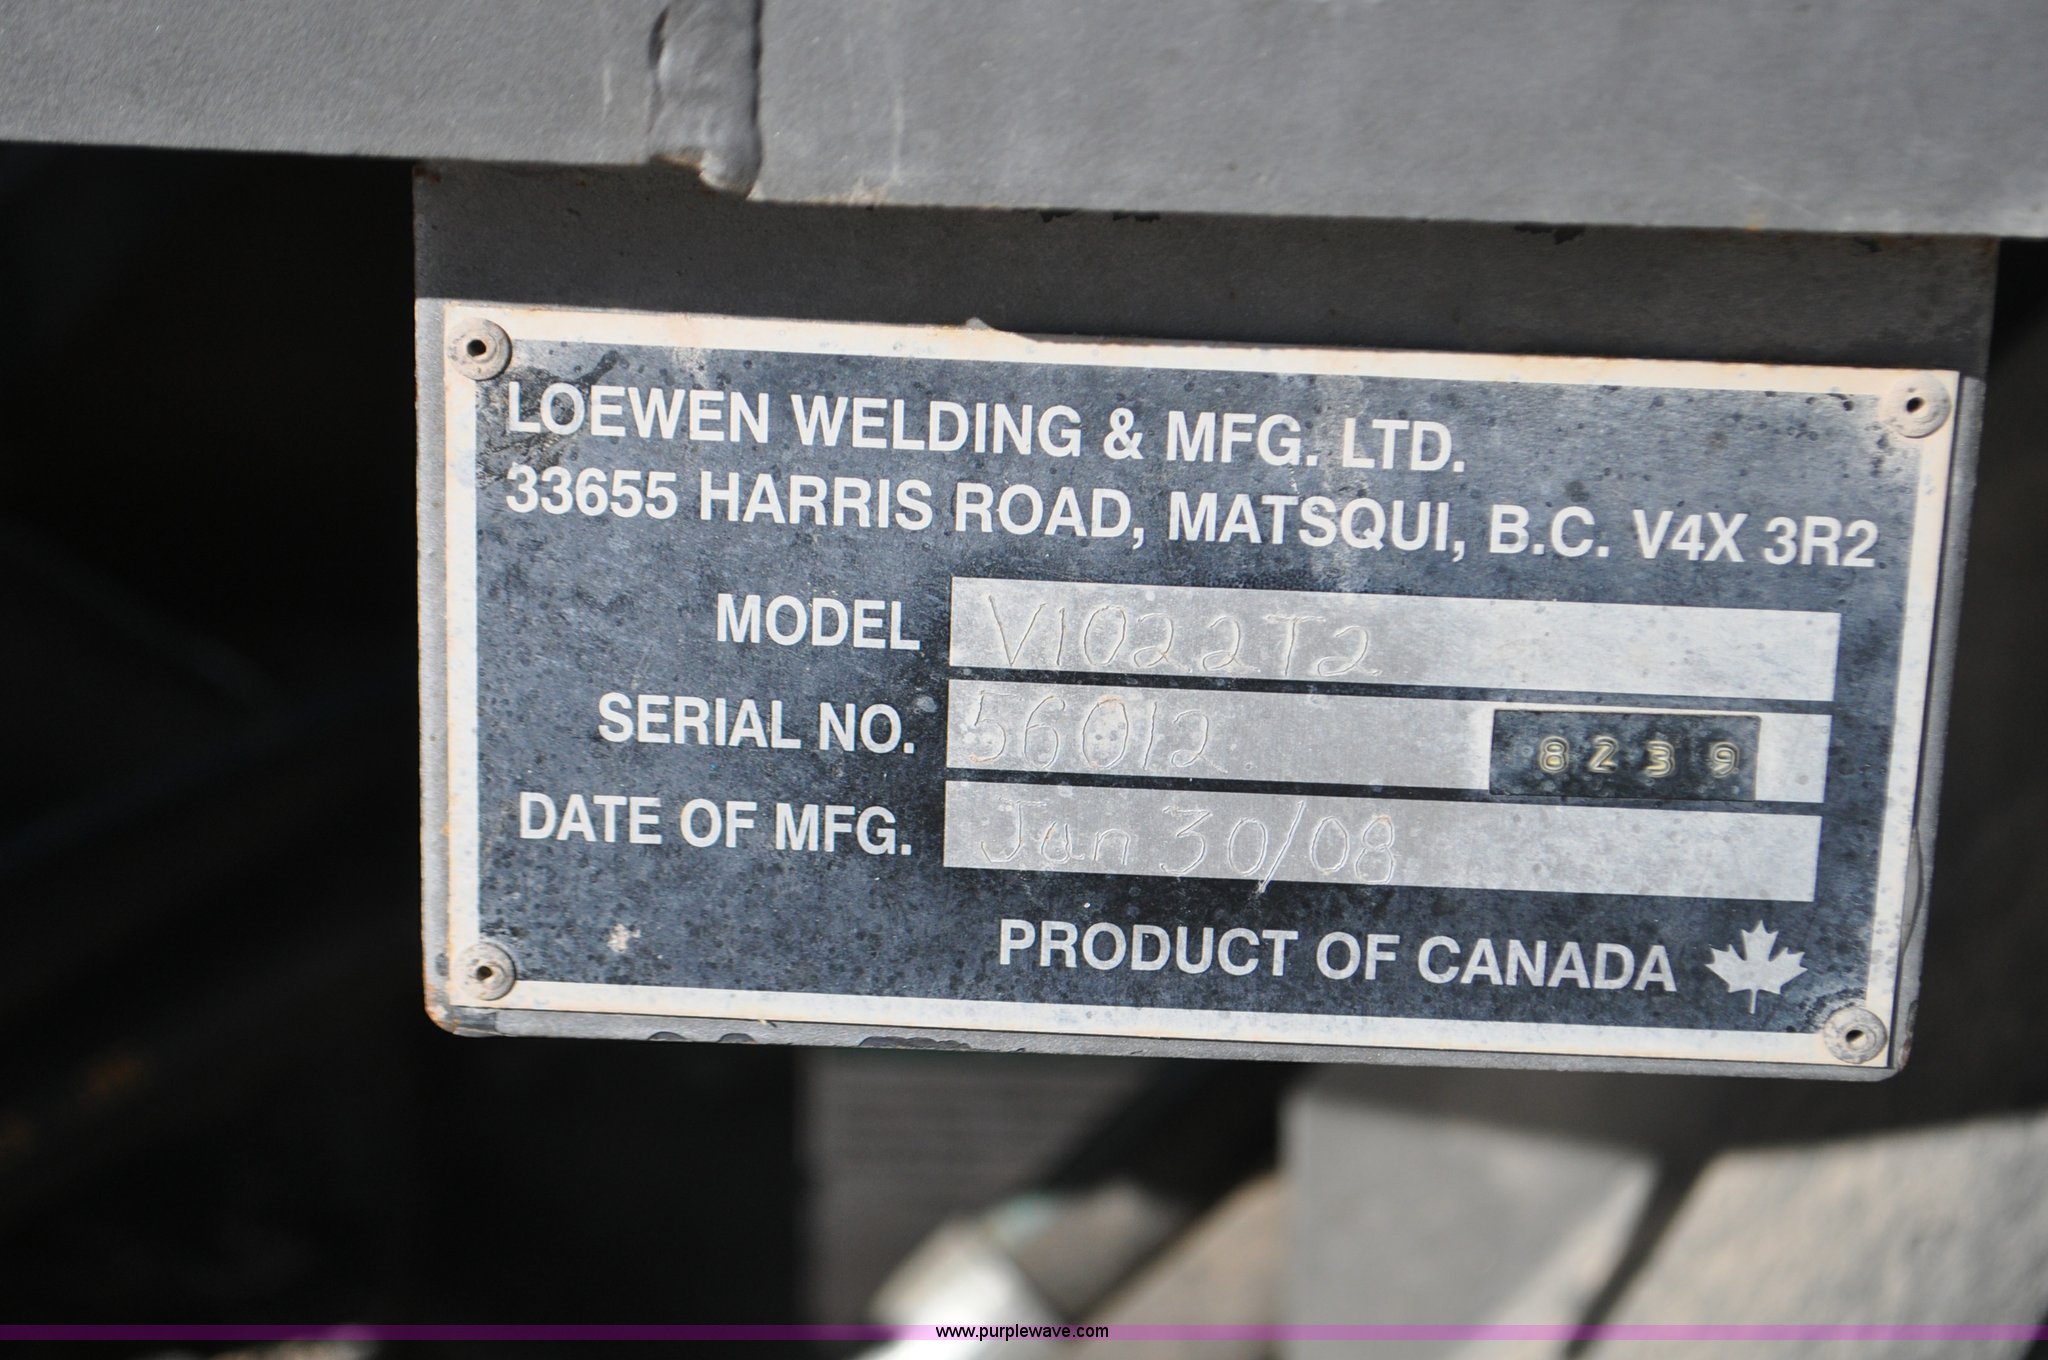 LOEWEN WELDING & MFG. LTD.
33655 HARRIS ROAD, MATSQUI, B.C. V4X 3R2
MODEL V1022T2
SERIAL NO. 56012 8239
DATE OF MFG. Jan 30/08
PRODUCT OF CANADA
www.purplewave.com